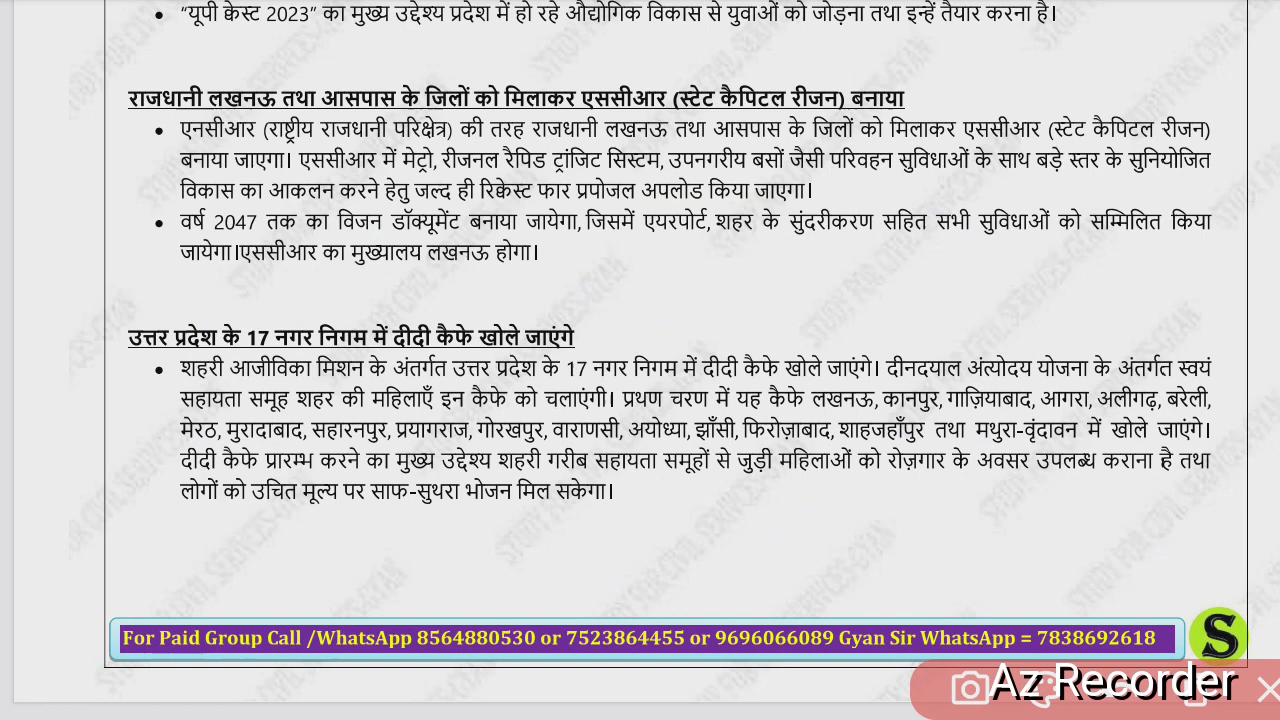 “यूपी क्रेस्ट 2023” का मुख्य उद्देश्य प्रदेश में हो रहे औद्योगिक विकास से युवाओं को जोड़ना तथा इन्हें तैयार करना है।
राजधानी लखनऊ तथा आसपास के जिलों को मिलाकर एससीआर (स्टेट कैपिटल रीजन) बनाया
एनसीआर (राष्ट्रीय राजधानी परिक्षेत्र) की तरह राजधानी लखनऊ तथा आसपास के जिलों को मिलाकर एससीआर (स्टेट कैपिटल रीजन)
बनाया जाएगा। एससीआर में मेट्रो, रीजनल रैपिड ट्रांजिट सिस्टम, उपनगरीय बसों जैसी परिवहन सुविधाओं के साथ बड़े स्तर के सुनियोजित
विकास का आकलन करने हेतु जल्द ही रिक्वेस्ट फार प्रपोजल अपलोड किया जाएगा।
वर्ष 2047 तक का विजन डॉक्यूमेंट बनाया जायेगा, जिसमें एयरपोर्ट, शहर के सुंदरीकरण सहित सभी सुविधाओं को सम्मिलित किया
जायेगा।एससीआर का मुख्यालय लखनऊ होगा।
उत्तर प्रदेश के 17 नगर निगम में दीदी कैफे खोले जाएंगे
शहरी आजीविका मिशन के अंतर्गत उत्तर प्रदेश के 17 नगर निगम में दीदी कैफे खोले जाएंगे। दीनदयाल अंत्योदय योजना के अंतर्गत स्वयं
सहायता समूह शहर की महिलाएँ इन कैफे को चलाएंगी। प्रथण चरण में यह कैफे लखनऊ, कानपुर, गाज़ियाबाद, आगरा, अलीगढ़, बरेली,
मेरठ, मुरादाबाद, सहारनपुर, प्रयागराज, गोरखपुर, वाराणसी, अयोध्या, झाँसी, फिरोज़ाबाद, शाहजहाँपुर तथा मथुरा-वृंदावन में खोले जाएंगे।
दीदी कैफे प्रारम्भ करने का मुख्य उद्देश्य शहरी गरीब सहायता समूहों से जुड़ी महिलाओं को रोज़गार के अवसर उपलब्ध कराना है तथा
लोगों को उचित मूल्य पर साफ-सुथरा भोजन मिल सकेगा।
For Paid Group Call /WhatsApp 8564880530 or 7523864455 or 9696066089 Gyan Sir WhatsApp = 7838692618
S
Az Recorder